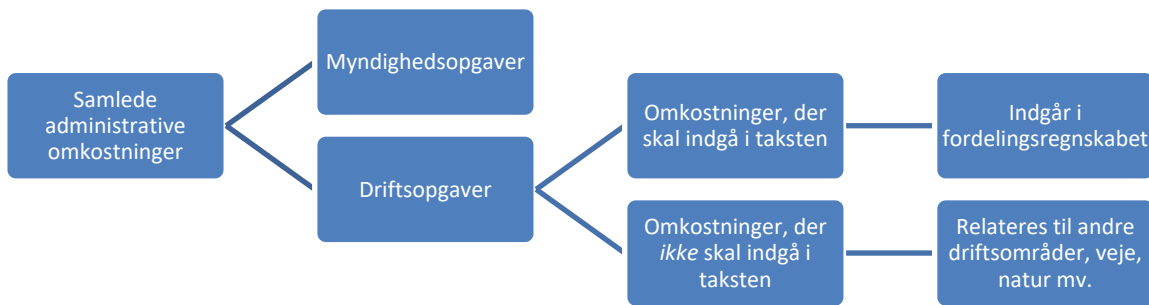 Samlede
administrative
omkostninger
Myndighedsopgaver
Driftsopgaver
Omkostninger, der
skal indgå i taksten
Indgår i
fordelingsregnskabet
Omkostninger, der
ikke skal indgå i
taksten
Relateres til andre
driftsområder, veje,
natur mv.